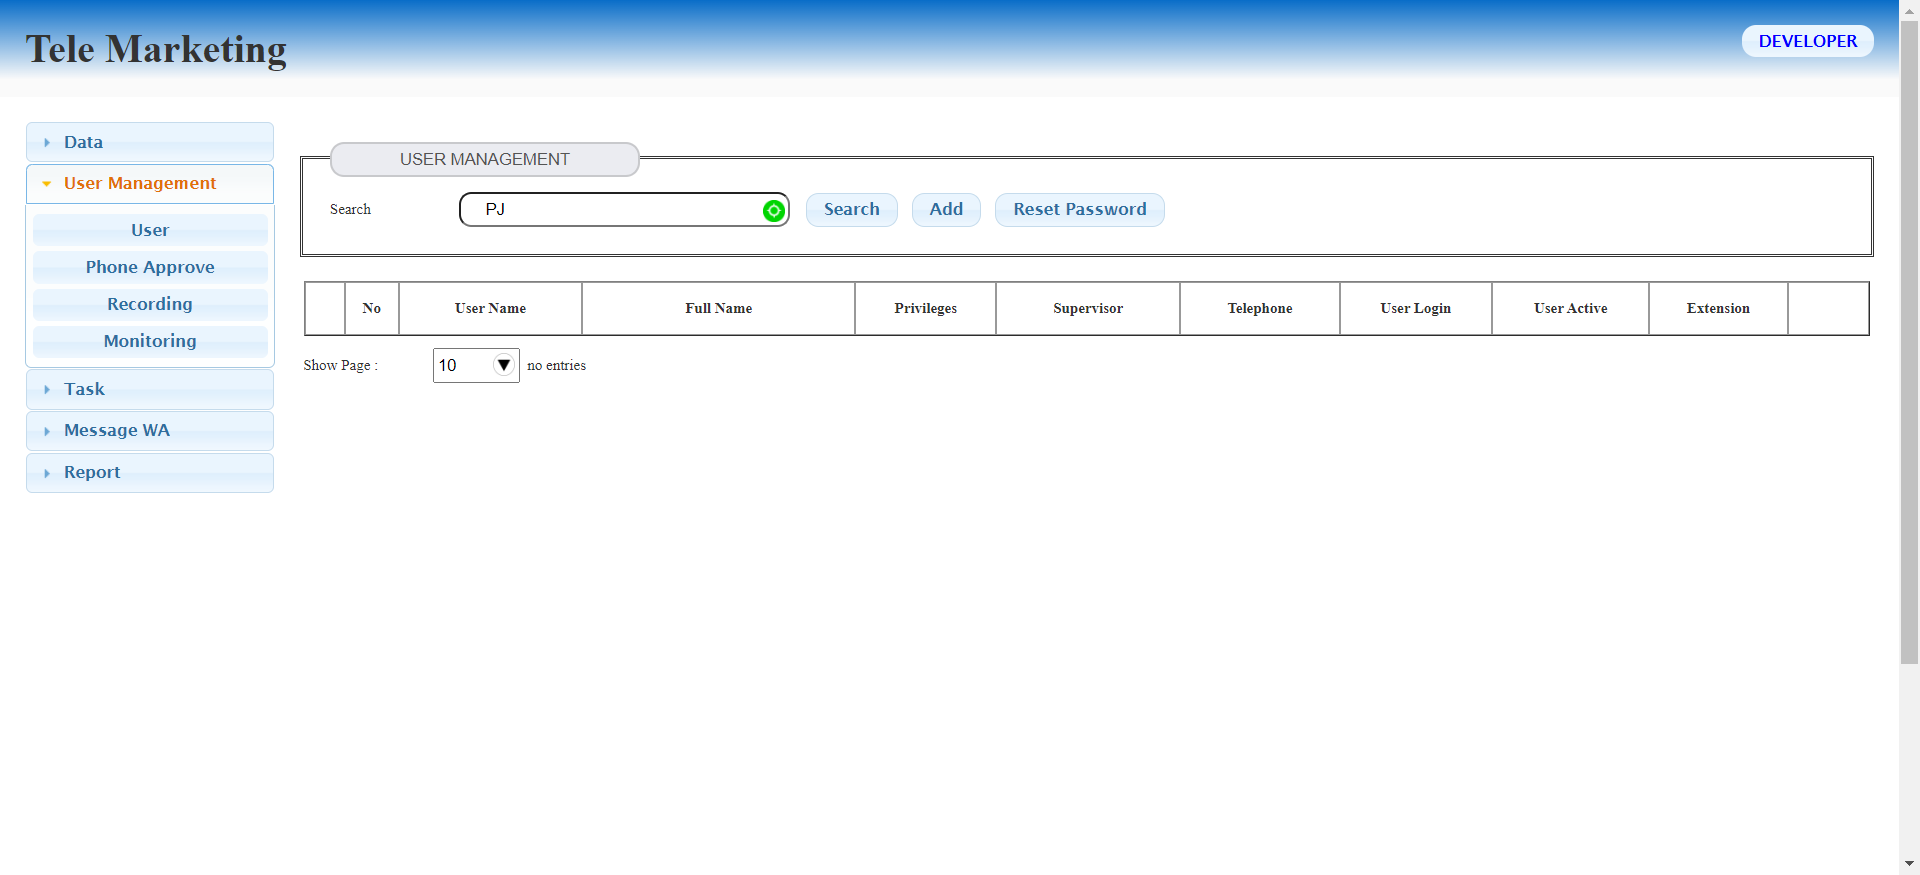 Tele Marketing
DEVELOPER
Data
User Management
User
Phone Approve
Recording
Monitoring
Task
Message WA
Report
USER MANAGEMENT
Search PJ Search Add Reset Password
No User Name Full Name Privileges Supervisor Telephone User Login User Active Extension
Show Page : 10 no entries